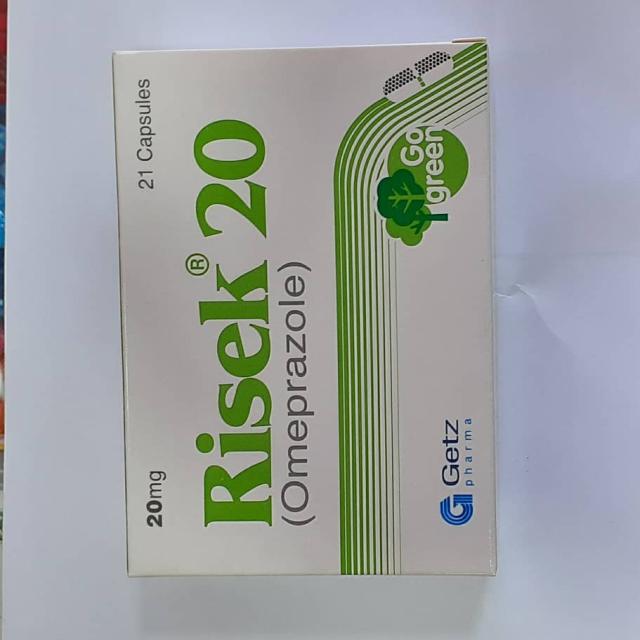 20mg
21 Capsules
Risek® 20
(Omeprazole)
Go
green
Getz
pharma